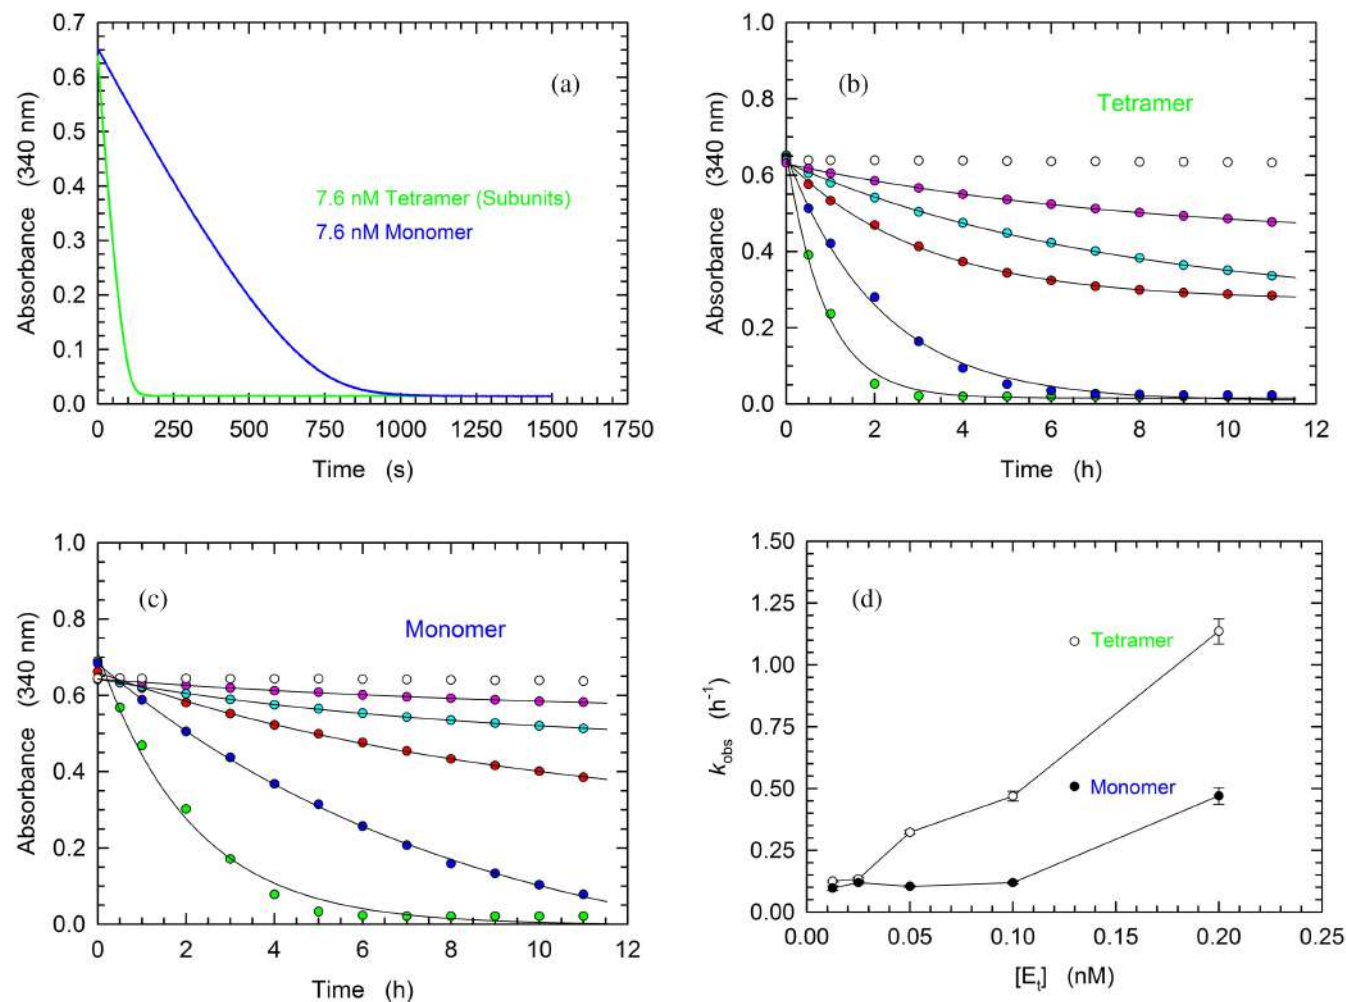 0.7
0.6
0.5
0.4
0.3
0.2
0.1
0.0
Absorbance (340 nm)
(a)
7.6 nM Tetramer (Subunits)
7.6 nM Monomer
0 250 500 750 1000 1250 1500 1750
Time (s)
1.0
0.8
0.6
0.4
0.2
0.0
Absorbance (340 nm)
(b)
Tetramer
0 2 4 6 8 10 12
Time (h)
1.0
0.8
0.6
0.4
0.2
0.0
Absorbance (340 nm)
(c)
Monomer
0 2 4 6 8 10 12
Time (h)
1.50
1.25
1.00
0.75
0.50
0.25
0.00
k_obs (h⁻¹)
(d)
Tetramer
Monomer
0.00 0.05 0.10 0.15 0.20 0.25
[Eₜ] (nM)